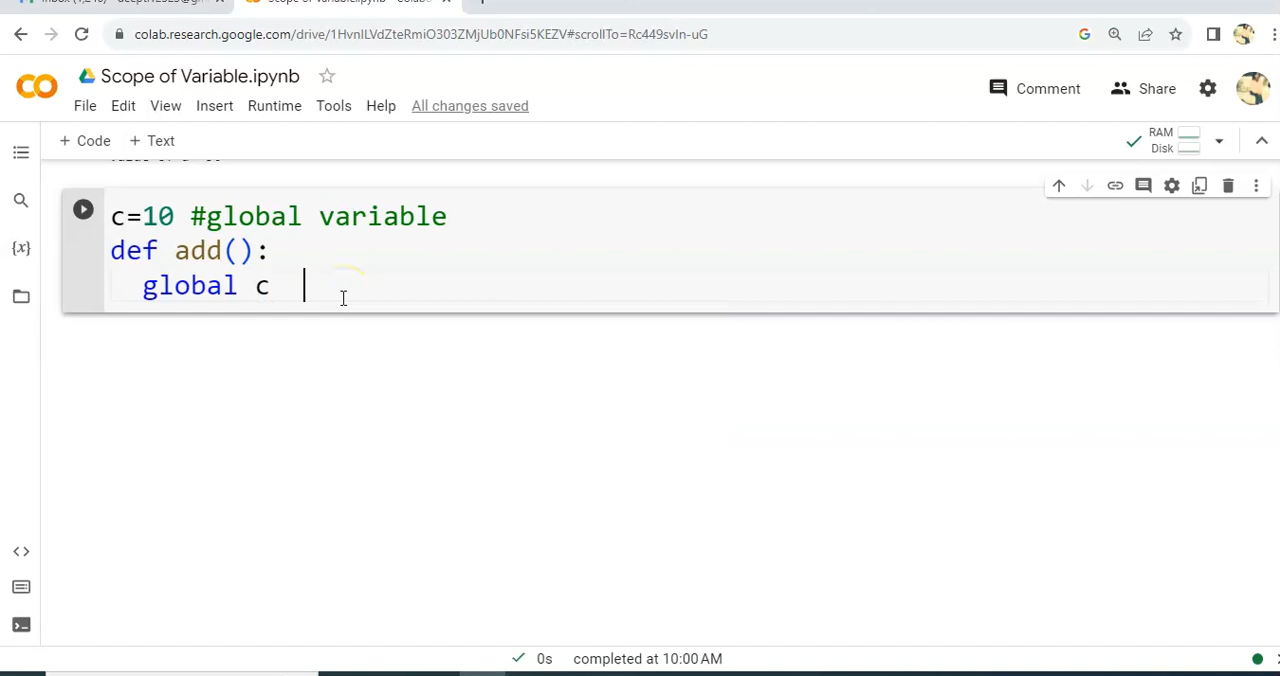 colab.research.google.com/drive/1HvnlLVdZteRmiO303ZMjUb0NFsi5KEZV#scrollTo=Rc449svIn-uG
Scope of Variable.ipynb
Comment
Share
File Edit View Insert Runtime Tools Help All changes saved
+ Code + Text
RAM
Disk
c=10 #global variable
def add():
global c
{x}
0s completed at 10:00 AM